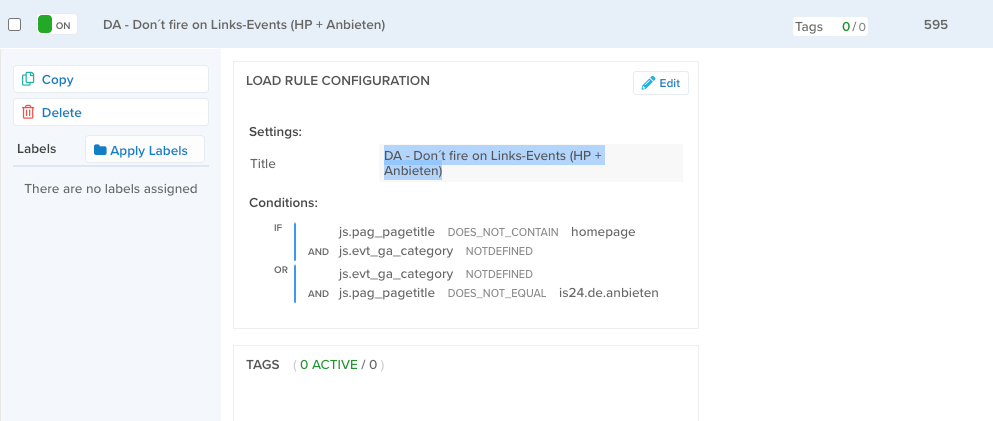 ON DA - Don´t fire on Links-Events (HP + Anbieten) Tags 0/0 595
Copy
Delete
Labels Apply Labels
There are no labels assigned
LOAD RULE CONFIGURATION Edit
Settings:
Title DA - Don´t fire on Links-Events (HP +
Anbieten)
Conditions:
IF js.pag_pagetitle DOES_NOT_CONTAIN homepage
AND js.evt_ga_category NOTDEFINED
OR js.evt_ga_category NOTDEFINED
AND js.pag_pagetitle DOES_NOT_EQUAL is24.de.anbieten
TAGS ( 0 ACTIVE / 0 )